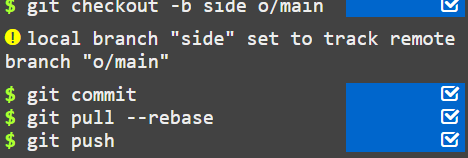 $ git checkout -b side o/main
! local branch "side" set to track remote
branch "o/main"
$ git commit
$ git pull --rebase
$ git push